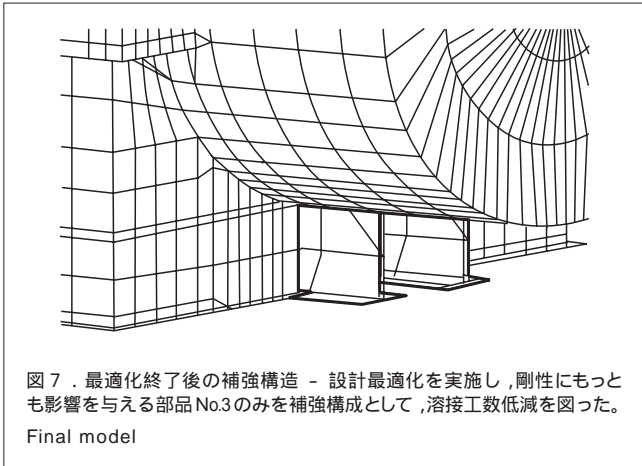 図7．最適化終了後の補強構造 － 設計最適化を実施し，剛性にもっと
も影響を与える部品No.3のみを補強構成として，溶接工数低減を図った。
Final model